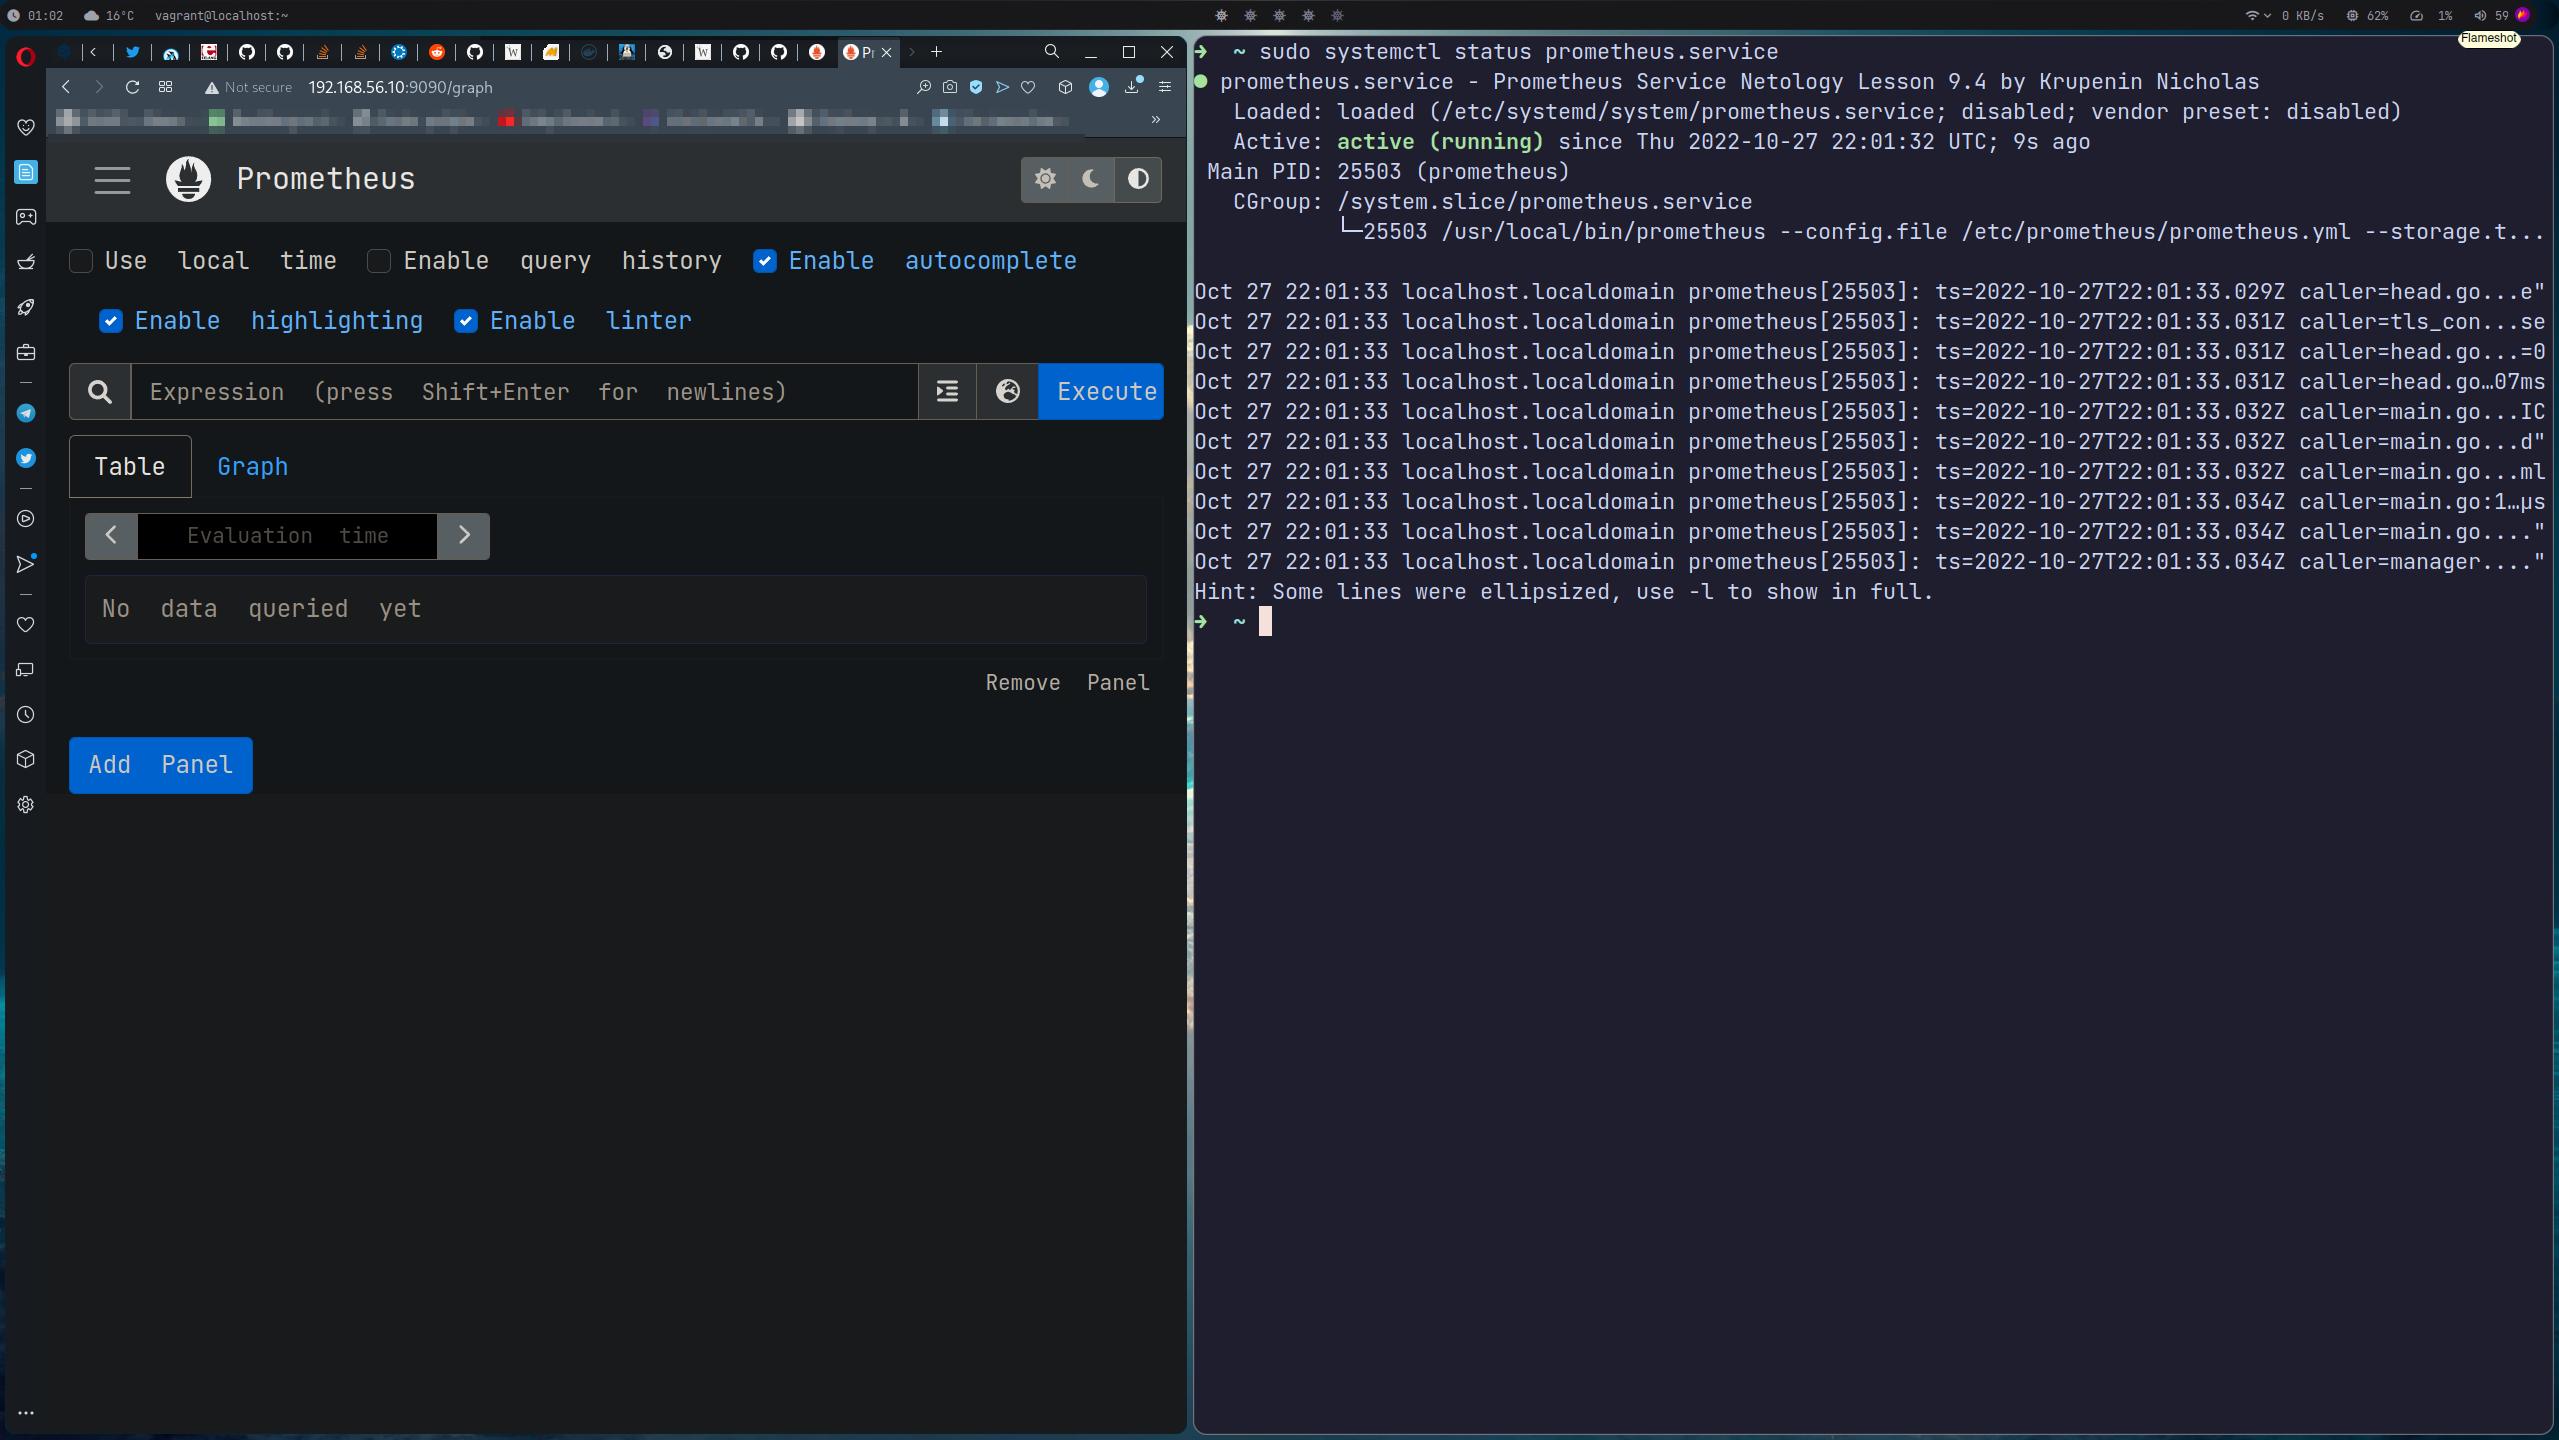 01:02 16°C vagrant@localhost:~ 0 KB/s 62% 1% 59
Flameshot
Not secure 192.168.56.10:9090/graph
Prometheus
Use local time Enable query history Enable autocomplete
Enable highlighting Enable linter
Expression (press Shift+Enter for newlines) Execute
Table Graph
Evaluation time
No data queried yet
Remove Panel
Add Panel
➜ ~ sudo systemctl status prometheus.service
● prometheus.service - Prometheus Service Netology Lesson 9.4 by Krupenin Nicholas
Loaded: loaded (/etc/systemd/system/prometheus.service; disabled; vendor preset: disabled)
Active: active (running) since Thu 2022-10-27 22:01:32 UTC; 9s ago
Main PID: 25503 (prometheus)
CGroup: /system.slice/prometheus.service
└─25503 /usr/local/bin/prometheus --config.file /etc/prometheus/prometheus.yml --storage.t...
Oct 27 22:01:33 localhost.localdomain prometheus[25503]: ts=2022-10-27T22:01:33.029Z caller=head.go...e"
Oct 27 22:01:33 localhost.localdomain prometheus[25503]: ts=2022-10-27T22:01:33.031Z caller=tls_con...se
Oct 27 22:01:33 localhost.localdomain prometheus[25503]: ts=2022-10-27T22:01:33.031Z caller=head.go...=0
Oct 27 22:01:33 localhost.localdomain prometheus[25503]: ts=2022-10-27T22:01:33.031Z caller=head.go…07ms
Oct 27 22:01:33 localhost.localdomain prometheus[25503]: ts=2022-10-27T22:01:33.032Z caller=main.go...IC
Oct 27 22:01:33 localhost.localdomain prometheus[25503]: ts=2022-10-27T22:01:33.032Z caller=main.go...d"
Oct 27 22:01:33 localhost.localdomain prometheus[25503]: ts=2022-10-27T22:01:33.032Z caller=main.go...ml
Oct 27 22:01:33 localhost.localdomain prometheus[25503]: ts=2022-10-27T22:01:33.034Z caller=main.go:1…µs
Oct 27 22:01:33 localhost.localdomain prometheus[25503]: ts=2022-10-27T22:01:33.034Z caller=main.go...."
Oct 27 22:01:33 localhost.localdomain prometheus[25503]: ts=2022-10-27T22:01:33.034Z caller=manager...."
Hint: Some lines were ellipsized, use -l to show in full.
➜ ~